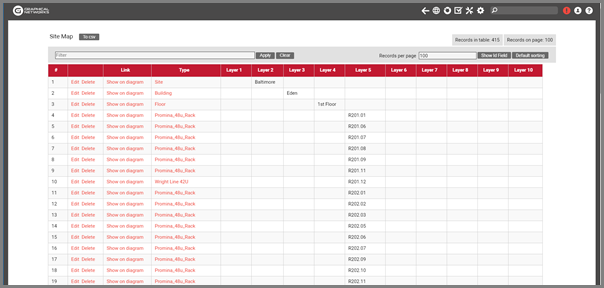 GRAPHICAL
NETWORKS
Site Map To csv
Records in table: 415 Records on page: 100
Filter Apply Clear Records per page 100 Show Id Field Default sorting
# Link Type Layer 1 Layer 2 Layer 3 Layer 4 Layer 5 Layer 6 Layer 7 Layer 8 Layer 9 Layer 10
1 Edit Delete Show on diagram Site Baltimore
2 Edit Delete Show on diagram Building Eden
3 Edit Delete Show on diagram Floor 1st Floor
4 Edit Delete Show on diagram Promina_48u_Rack R201.01
5 Edit Delete Show on diagram Promina_48u_Rack R201.06
6 Edit Delete Show on diagram Promina_48u_Rack R201.07
7 Edit Delete Show on diagram Promina_48u_Rack R201.08
8 Edit Delete Show on diagram Promina_48u_Rack R201.09
9 Edit Delete Show on diagram Promina_48u_Rack R201.11
10 Edit Delete Show on diagram Wright Line 42U R201.12
11 Edit Delete Show on diagram Promina_48u_Rack R202.01
12 Edit Delete Show on diagram Promina_48u_Rack R202.02
13 Edit Delete Show on diagram Promina_48u_Rack R202.03
14 Edit Delete Show on diagram Promina_48u_Rack R202.05
15 Edit Delete Show on diagram Promina_48u_Rack R202.06
16 Edit Delete Show on diagram Promina_48u_Rack R202.07
17 Edit Delete Show on diagram Promina_48u_Rack R202.09
18 Edit Delete Show on diagram Promina_48u_Rack R202.10
19 Edit Delete Show on diagram Promina_48u_Rack R202.11